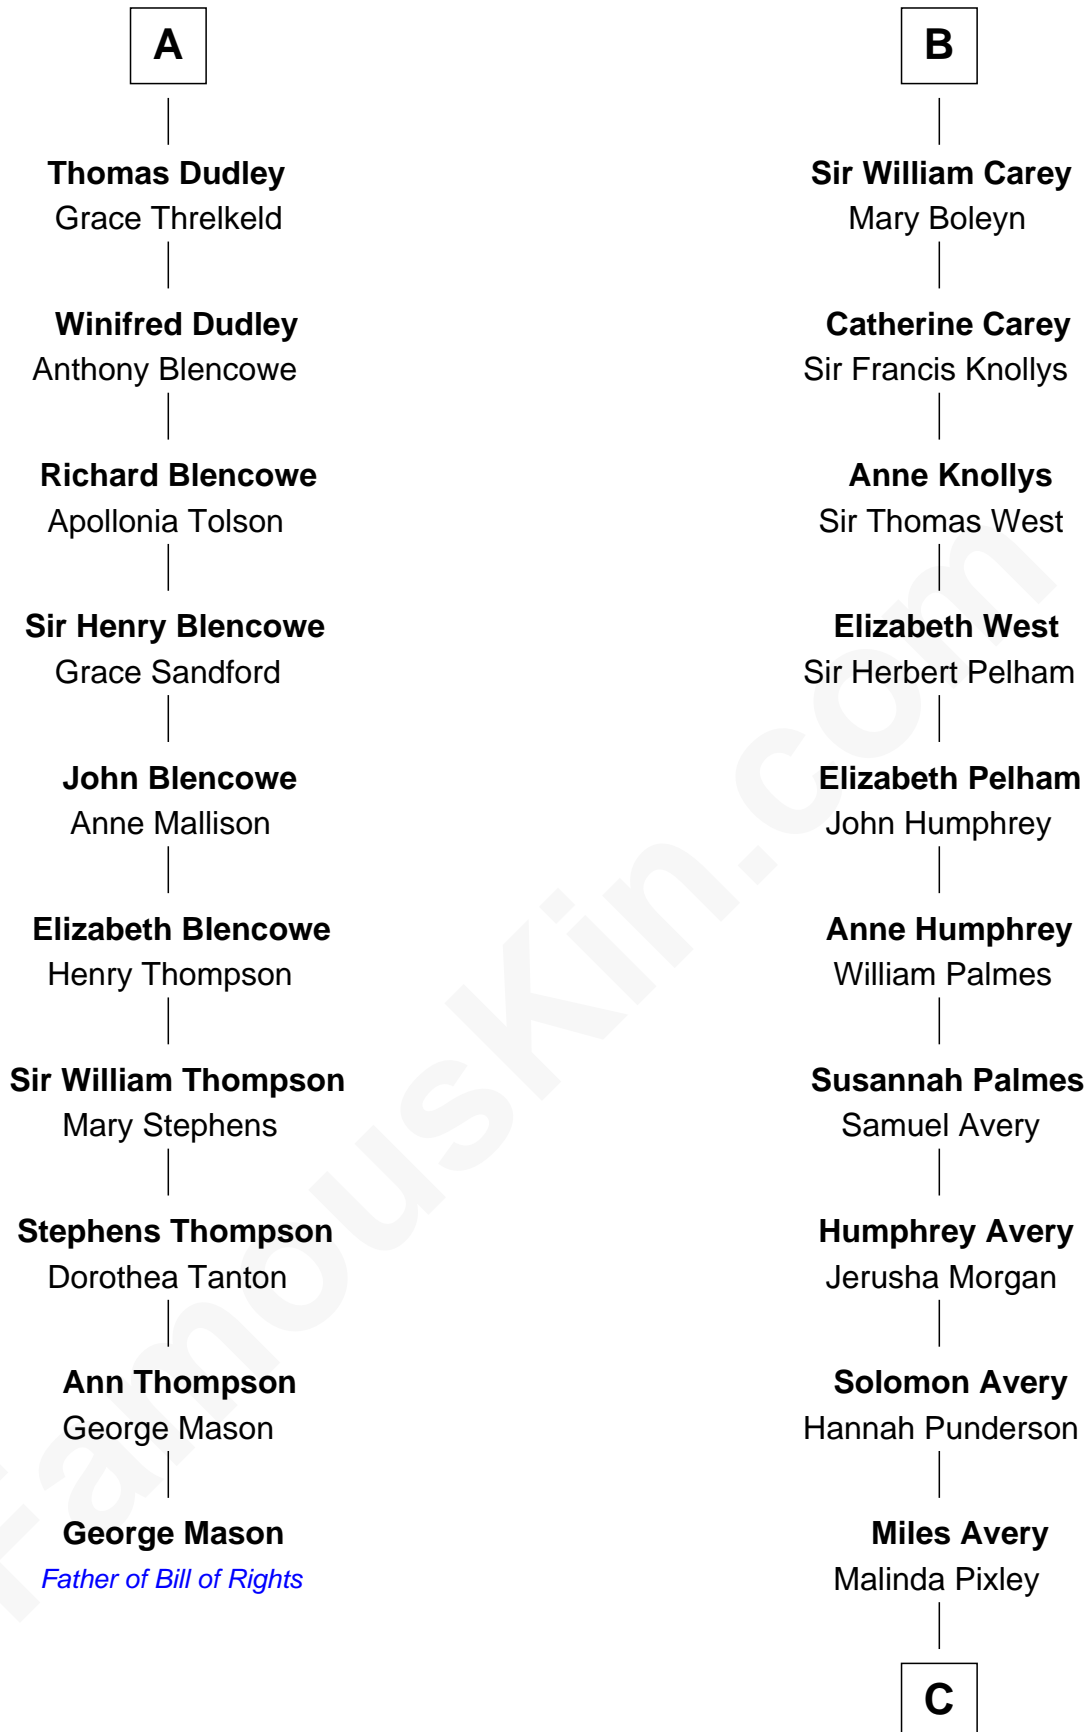 A
Thomas Dudley
Grace Threlkeld
Winifred Dudley
Anthony Blencowe
Richard Blencowe
Apollonia Tolson
Sir Henry Blencowe
Grace Sandford
John Blencowe
Anne Mallison
Elizabeth Blencowe
Henry Thompson
Sir William Thompson
Mary Stephens
Stephens Thompson
Dorothea Tanton
Ann Thompson
George Mason
George Mason
Father of Bill of Rights
B
Sir William Carey
Mary Boleyn
Catherine Carey
Sir Francis Knollys
Anne Knollys
Sir Thomas West
Elizabeth West
Sir Herbert Pelham
Elizabeth Pelham
John Humphrey
Anne Humphrey
William Palmes
Susannah Palmes
Samuel Avery
Humphrey Avery
Jerusha Morgan
Solomon Avery
Hannah Punderson
Miles Avery
Malinda Pixley
C
FamousKin.com